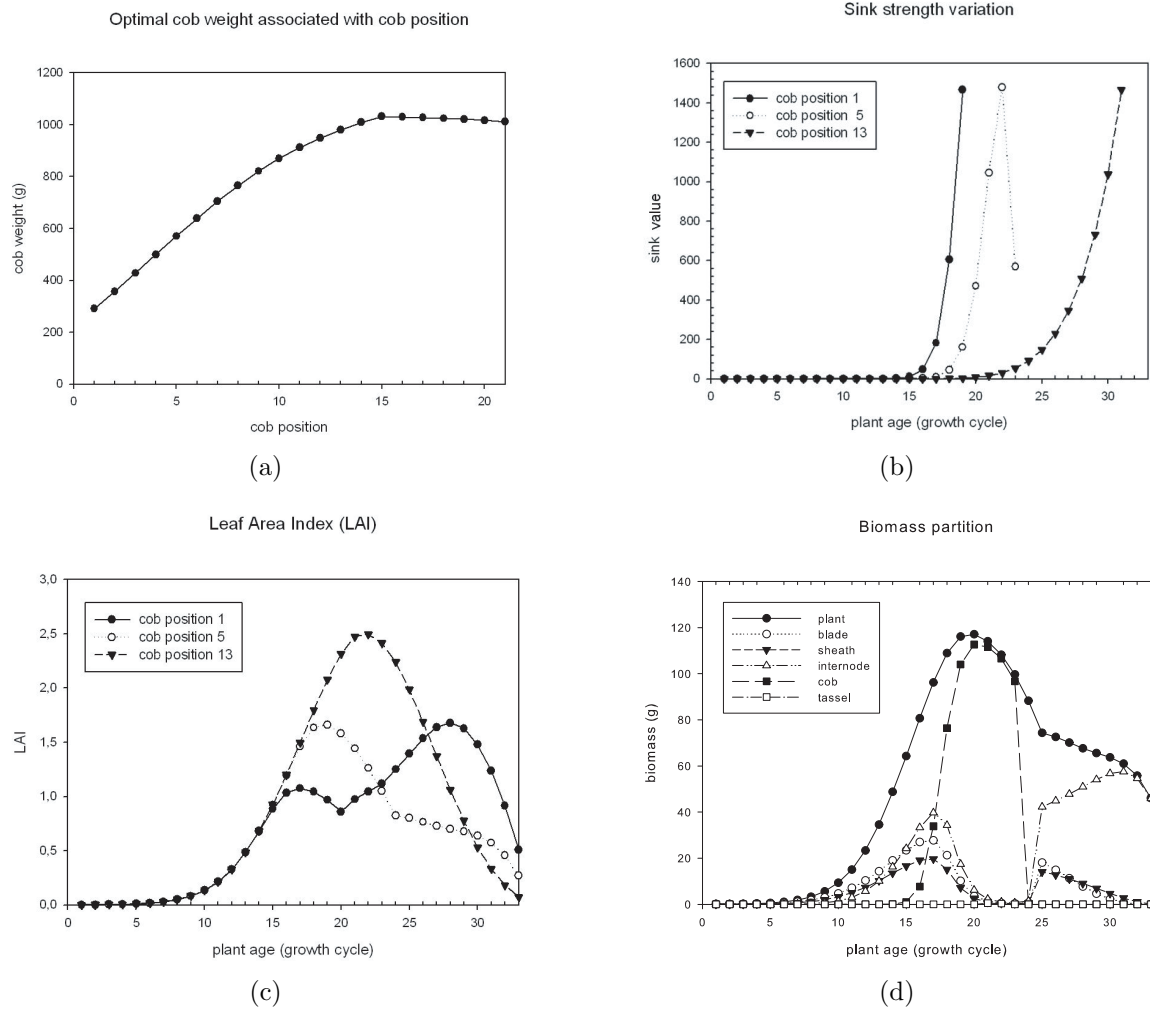 Optimal cob weight associated with cob position
1200
1000
800
600
400
200
0
cob weight (g)
0 5 10 15 20
cob position
(a)
Sink strength variation
1600
1400
1200
1000
800
600
400
200
0
sink value
cob position 1
cob position 5
cob position 13
0 5 10 15 20 25 30
plant age (growth cycle)
(b)
Leaf Area Index (LAI)
3,0
2,5
2,0
1,5
1,0
0,5
0,0
LAI
cob position 1
cob position 5
cob position 13
0 5 10 15 20 25 30
plant age (growth cycle)
(c)
Biomass partition
140
120
100
80
60
40
20
0
biomass (g)
plant
blade
sheath
internode
cob
tassel
0 5 10 15 20 25 30
plant age (growth cycle)
(d)